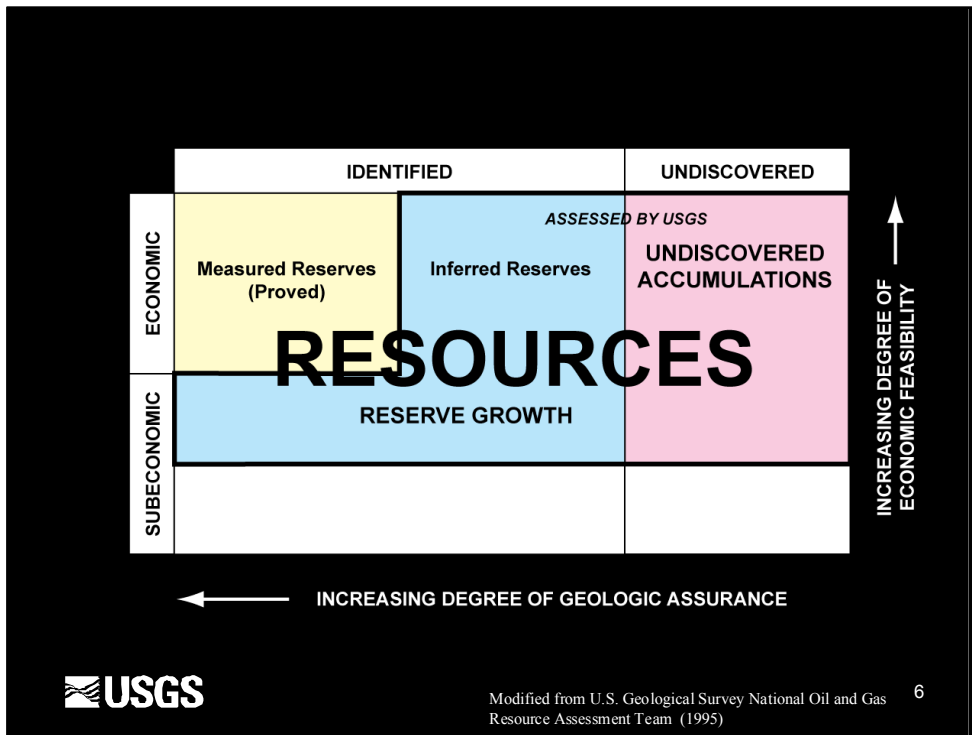 IDENTIFIED
UNDISCOVERED
ASSESSED BY USGS
ECONOMIC
Measured Reserves
(Proved)
Inferred Reserves
UNDISCOVERED
ACCUMULATIONS
RESOURCES
RESERVE GROWTH
SUBECONOMIC
INCREASING DEGREE OF
ECONOMIC FEASIBILITY
INCREASING DEGREE OF GEOLOGIC ASSURANCE
USGS
Modified from U.S. Geological Survey National Oil and Gas
Resource Assessment Team (1995)
6